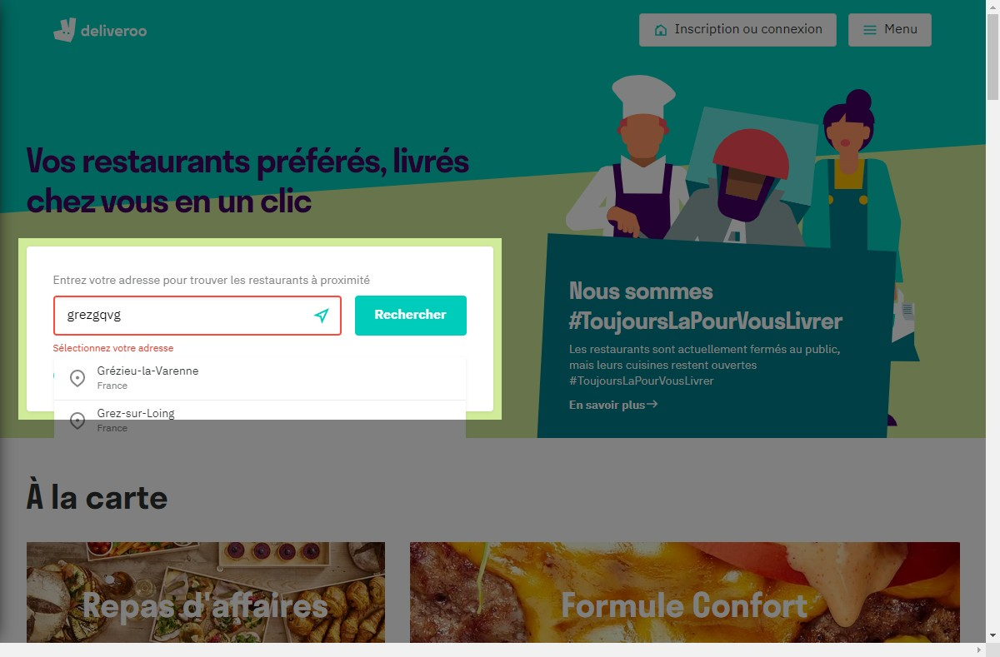 deliveroo
Inscription ou connexion
Menu
Vos restaurants préférés, livrés
chez vous en un clic
Entrez votre adresse pour trouver les restaurants à proximité
grezgqvg
Rechercher
Sélectionnez votre adresse
Grézieu-la-Varenne
France
Grez-sur-Loing
France
Nous sommes
#ToujoursLaPourVousLivrer
Les restaurants sont actuellement fermés au public,
mais leurs cuisines restent ouvertes
#ToujoursLaPourVousLivrer
En savoir plus
À la carte
Repas d'affaires
Formule Confort